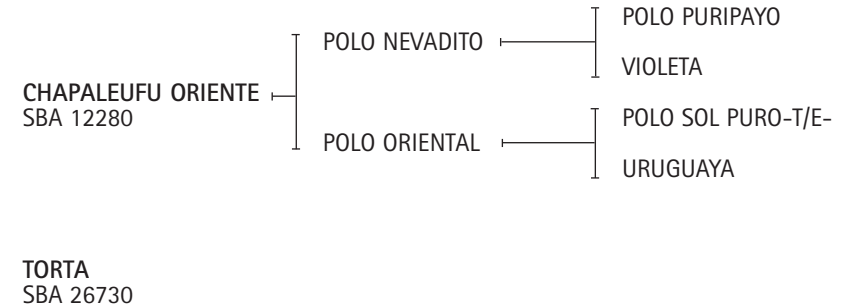 POLO PURIPAYO
POLO NEVADITO
VIOLETA
CHAPALEUFU ORIENTE
SBA 12280
POLO SOL PURO-T/E-
POLO ORIENTAL
URUGUAYA
TORTA
SBA 26730